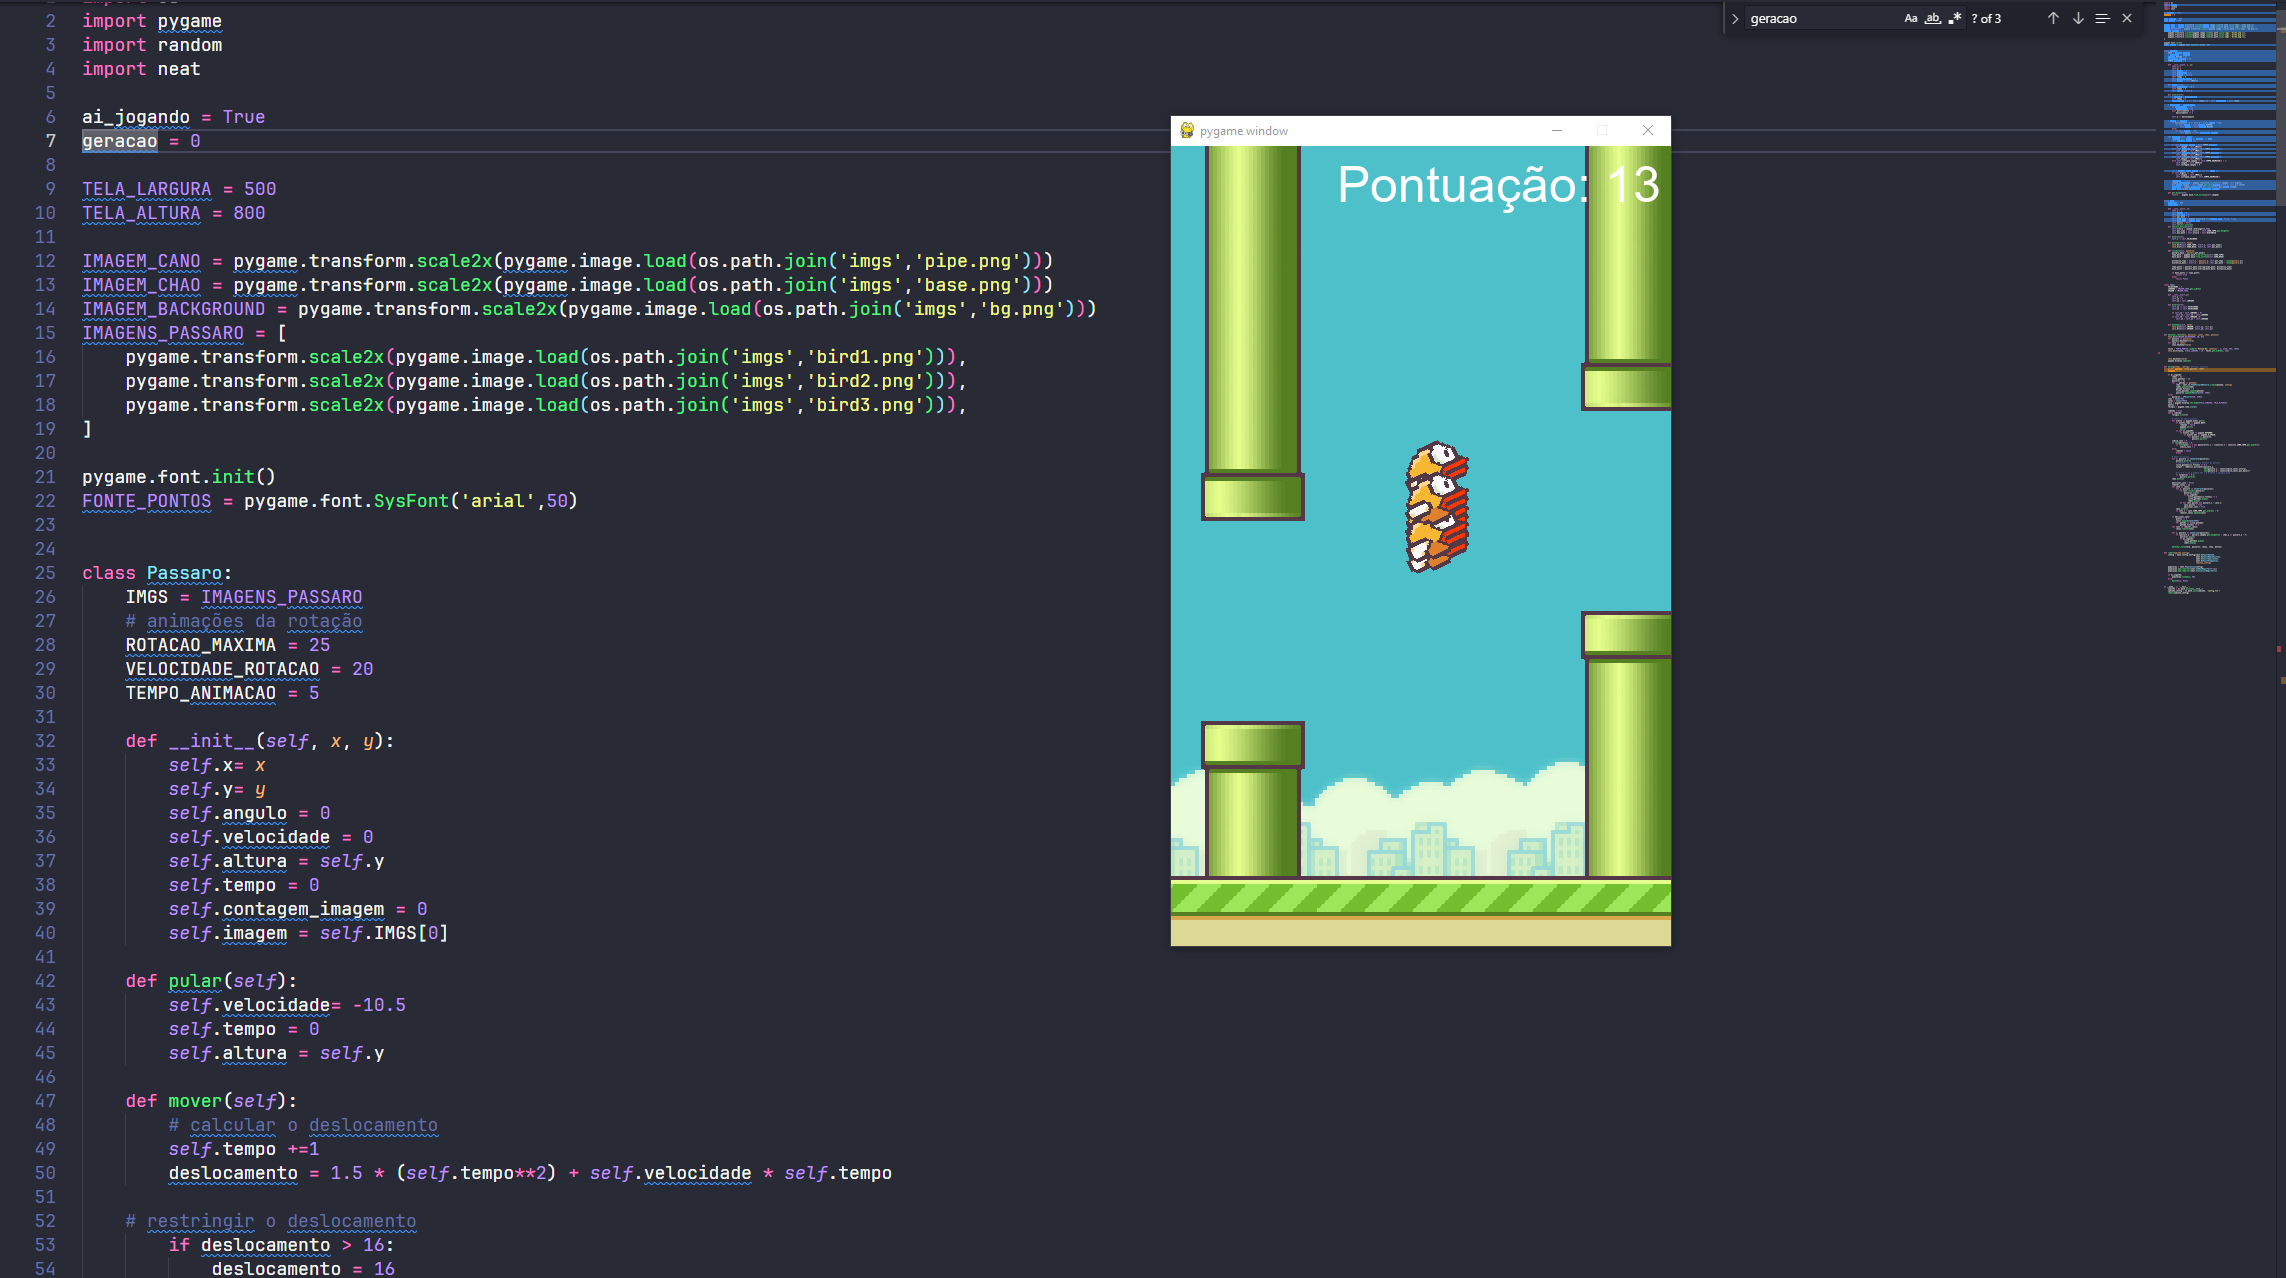 geracao Aa ab .* ? of 3
2 import pygame
3 import random
4 import neat
5
6 ai_jogando = True
7 geracao = 0
8
9 TELA_LARGURA = 500
10 TELA_ALTURA = 800
11
12 IMAGEM_CANO = pygame.transform.scale2x(pygame.image.load(os.path.join('imgs','pipe.png')))
13 IMAGEM_CHAO = pygame.transform.scale2x(pygame.image.load(os.path.join('imgs','base.png')))
14 IMAGEM_BACKGROUND = pygame.transform.scale2x(pygame.image.load(os.path.join('imgs','bg.png')))
15 IMAGENS_PASSARO = [
16 pygame.transform.scale2x(pygame.image.load(os.path.join('imgs','bird1.png'))),
17 pygame.transform.scale2x(pygame.image.load(os.path.join('imgs','bird2.png'))),
18 pygame.transform.scale2x(pygame.image.load(os.path.join('imgs','bird3.png'))),
19 ]
20
21 pygame.font.init()
22 FONTE_PONTOS = pygame.font.SysFont('arial',50)
23
24
25 class Passaro:
26 IMGS = IMAGENS_PASSARO
27 # animações da rotação
28 ROTACAO_MAXIMA = 25
29 VELOCIDADE_ROTACAO = 20
30 TEMPO_ANIMACAO = 5
31
32 def __init__(self, x, y):
33 self.x= x
34 self.y= y
35 self.angulo = 0
36 self.velocidade = 0
37 self.altura = self.y
38 self.tempo = 0
39 self.contagem_imagem = 0
40 self.imagem = self.IMGS[0]
41
42 def pular(self):
43 self.velocidade= -10.5
44 self.tempo = 0
45 self.altura = self.y
46
47 def mover(self):
48 # calcular o deslocamento
49 self.tempo +=1
50 deslocamento = 1.5 * (self.tempo**2) + self.velocidade * self.tempo
51
52 # restringir o deslocamento
53 if deslocamento > 16:
54 deslocamento = 16
pygame window
Pontuação: 13